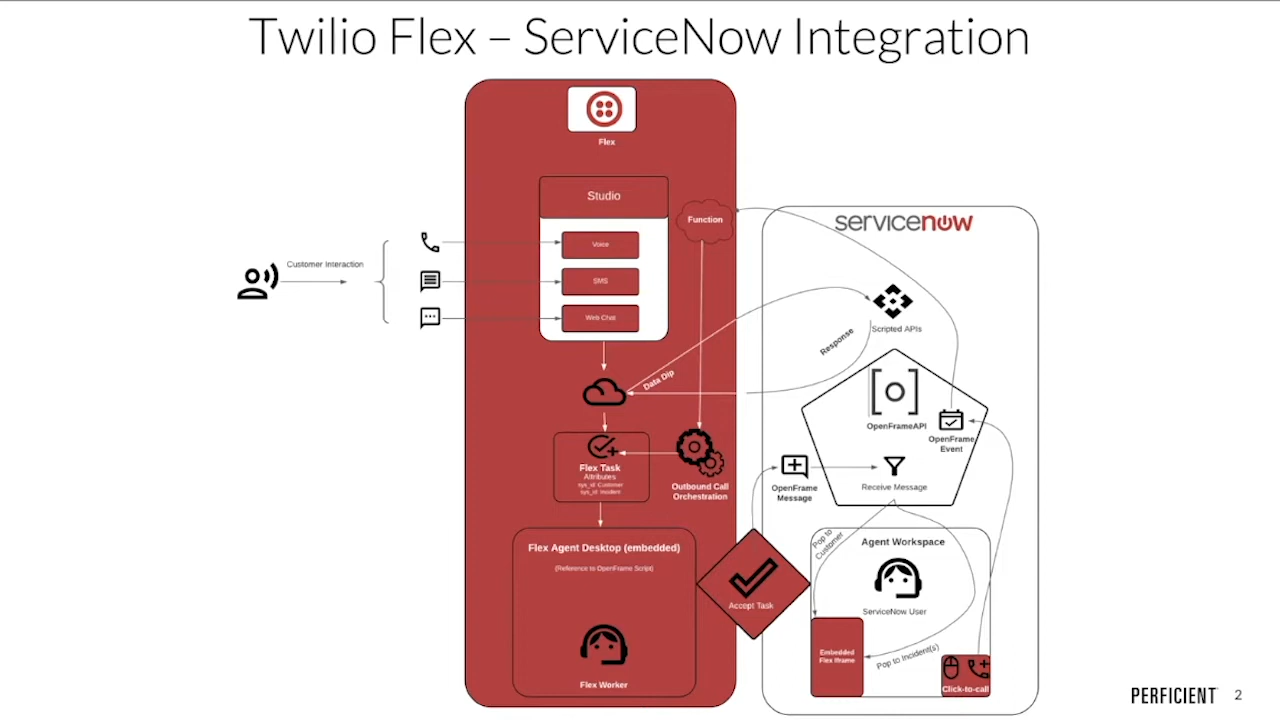 Twilio Flex – ServiceNow Integration
Flex
Studio
Voice
SMS
Web Chat
Function
Customer Interaction
servicenow
Scripted APIs
Response
Data Dip
OpenFrameAPI
OpenFrame
Event
Receive Message
OpenFrame
Message
Flex Task
Attributes
sys_id: Customer
sys_id: Incident
Outbound Call
Orchestration
Flex Agent Desktop (embedded)
(Reference to OpenFrame Script)
Flex Worker
Accept Task
Pop to
Customer
Agent Workspace
ServiceNow User
Embedded
Flex Iframe
Pop to Incident(s)
Click-to-call
PERFICIENT
2